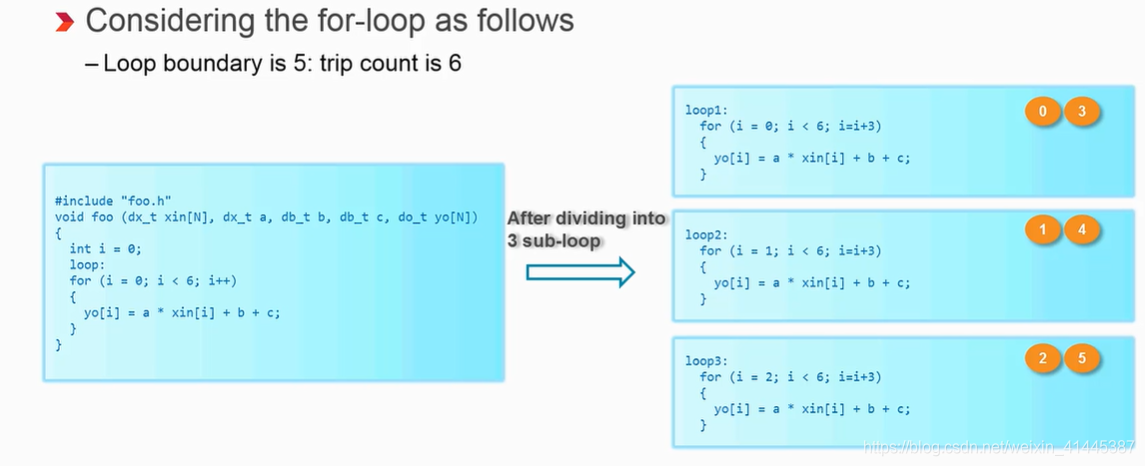 Considering the for-loop as follows
– Loop boundary is 5: trip count is 6
#include "foo.h"
void foo (dx_t xin[N], dx_t a, db_t b, db_t c, do_t yo[N])
{
int i = 0;
loop:
for (i = 0; i < 6; i++)
{
yo[i] = a * xin[i] + b + c;
}
}
After dividing into
3 sub-loop
loop1:
for (i = 0; i < 6; i=i+3)
{
yo[i] = a * xin[i] + b + c;
}
0 3
loop2:
for (i = 1; i < 6; i=i+3)
{
yo[i] = a * xin[i] + b + c;
}
1 4
loop3:
for (i = 2; i < 6; i=i+3)
{
yo[i] = a * xin[i] + b + c;
}
2 5
https://blog.csdn.net/weixin_41445387